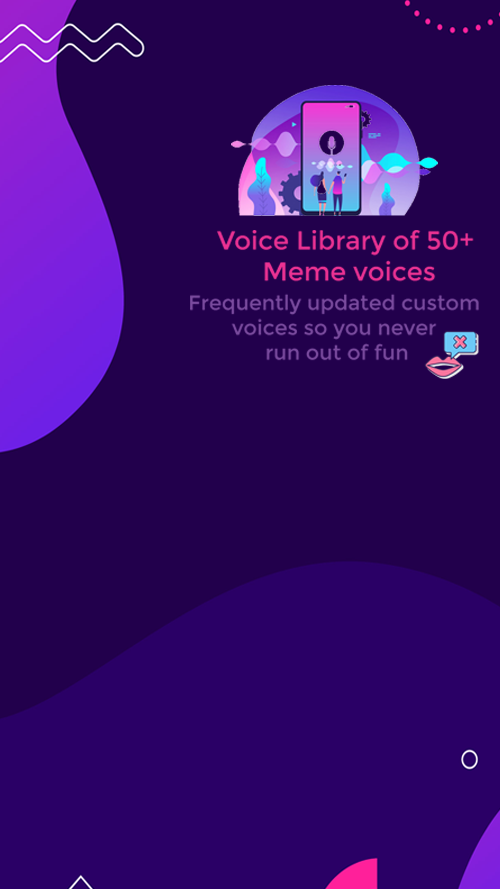 Voice Library of 50+
Meme voices
Frequently updated custom
voices so you never
run out of fun